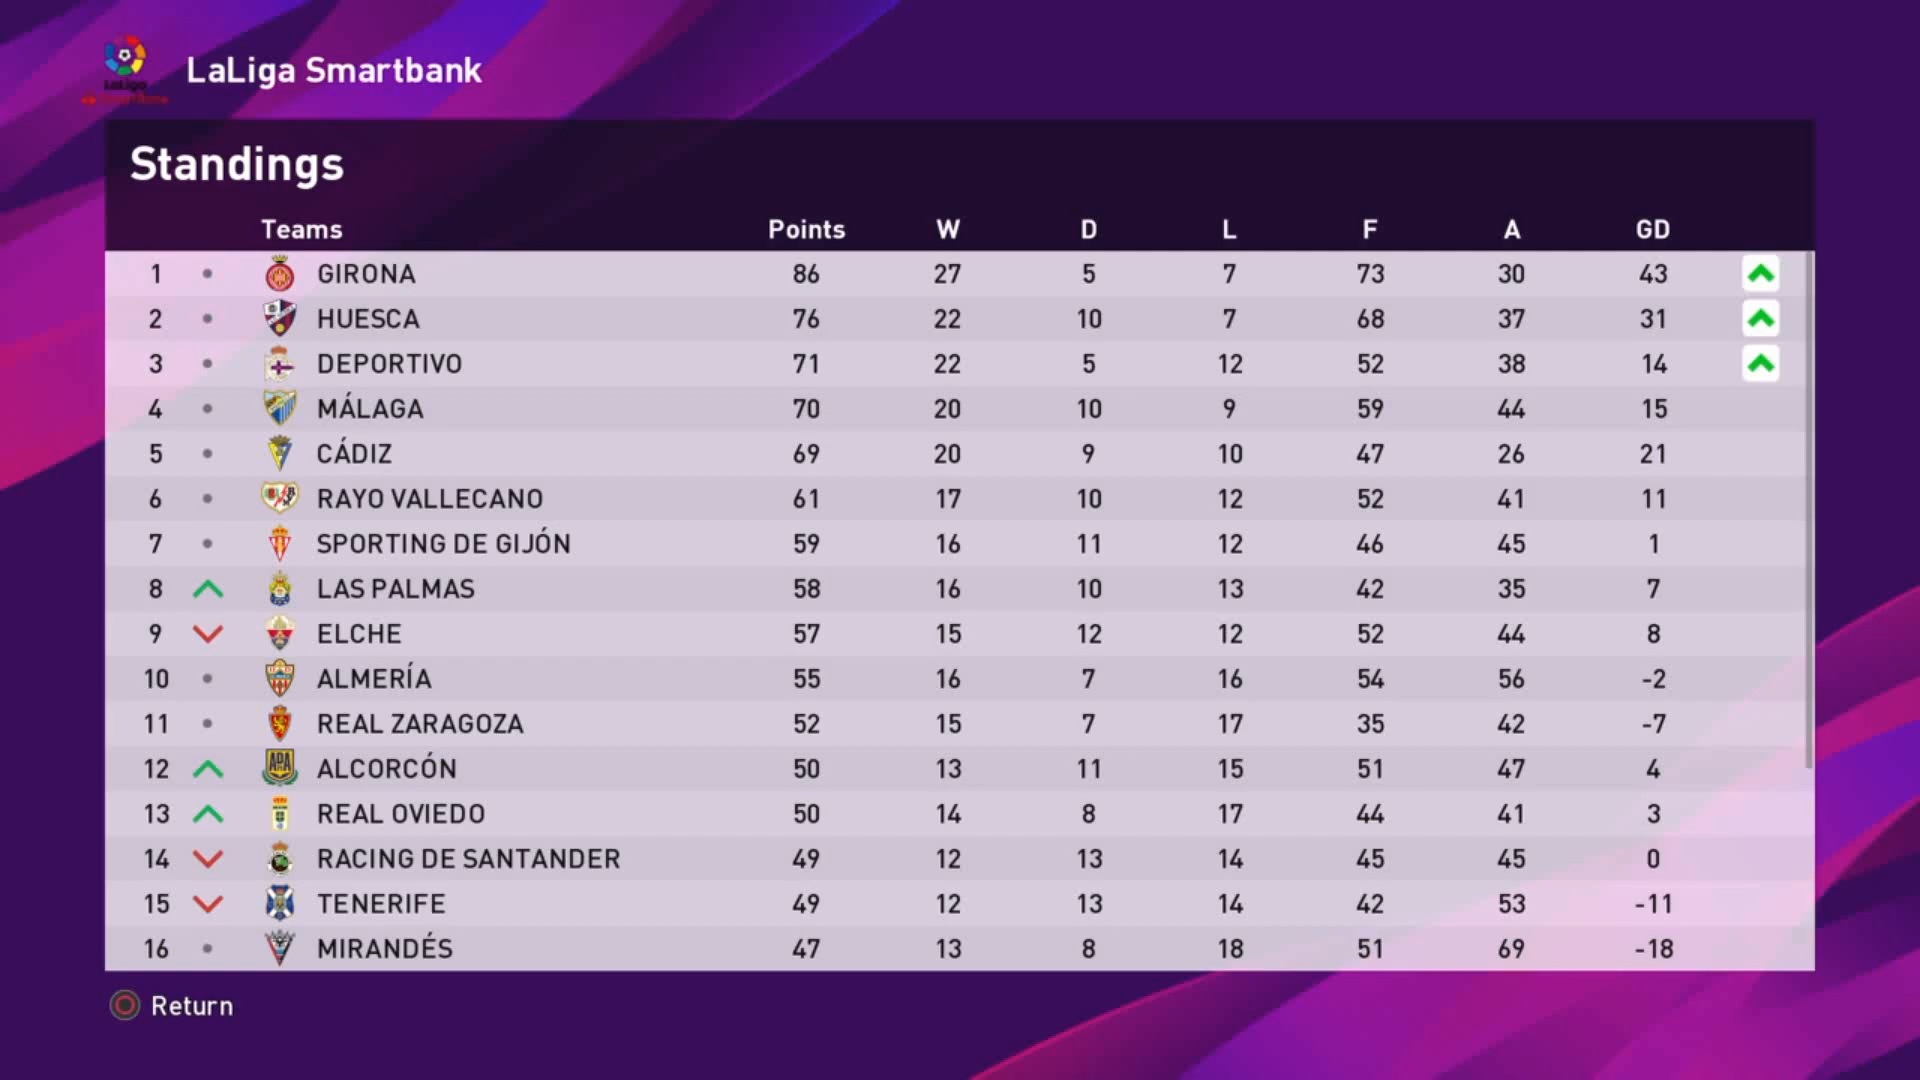 LaLiga Smartbank
Standings
Teams Points W D L F A GD
1 GIRONA 86 27 5 7 73 30 43
2 HUESCA 76 22 10 7 68 37 31
3 DEPORTIVO 71 22 5 12 52 38 14
4 MÁLAGA 70 20 10 9 59 44 15
5 CÁDIZ 69 20 9 10 47 26 21
6 RAYO VALLECANO 61 17 10 12 52 41 11
7 SPORTING DE GIJÓN 59 16 11 12 46 45 1
8 LAS PALMAS 58 16 10 13 42 35 7
9 ELCHE 57 15 12 12 52 44 8
10 ALMERÍA 55 16 7 16 54 56 -2
11 REAL ZARAGOZA 52 15 7 17 35 42 -7
12 ALCORCÓN 50 13 11 15 51 47 4
13 REAL OVIEDO 50 14 8 17 44 41 3
14 RACING DE SANTANDER 49 12 13 14 45 45 0
15 TENERIFE 49 12 13 14 42 53 -11
16 MIRANDÉS 47 13 8 18 51 69 -18
Return